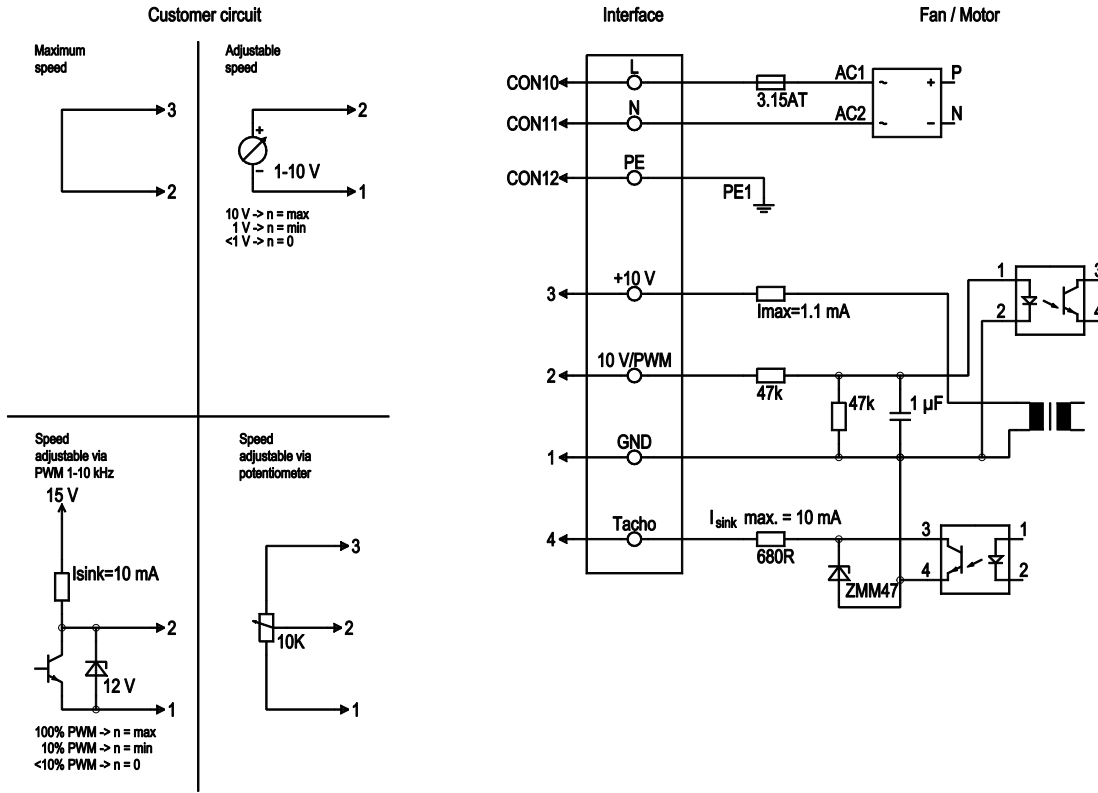 Customer circuit
Interface
Fan / Motor
Maximum
speed
3
2
Adjustable
speed
2
+
–
1-10 V
1
10 V -> n = max
1 V -> n = min
<1 V -> n = 0
Speed
adjustable via
PWM 1-10 kHz
15 V
Isink=10 mA
2
12 V
1
100% PWM -> n = max
10% PWM -> n = min
<10% PWM -> n = 0
Speed
adjustable via
potentiometer
3
10K
2
1
CON10
L
3.15AT
AC1
~
+
P
CON11
N
AC2
~
–
N
CON12
PE
PE1
3
+10 V
Imax=1.1 mA
1
2
3
4
2
10 V/PWM
47k
47k
1 µF
1
GND
4
Tacho
Isink max. = 10 mA
680R
ZMM47
3
4
1
2